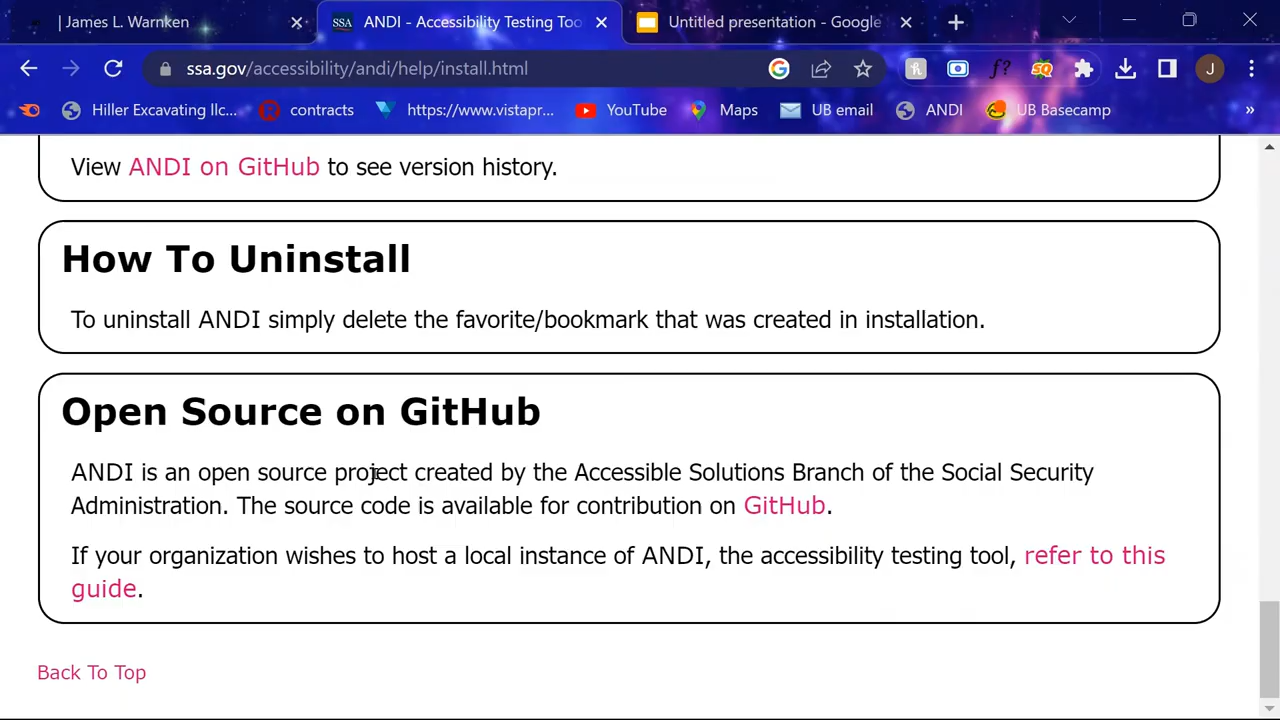 | James L. Warnken
SSA ANDI - Accessibility Testing Too
Untitled presentation - Google
ssa.gov/accessibility/andi/help/install.html
J
Hiller Excavating llc...
contracts
https://www.vistapr...
YouTube
Maps
UB email
ANDI
UB Basecamp
»
View ANDI on GitHub to see version history.
How To Uninstall
To uninstall ANDI simply delete the favorite/bookmark that was created in installation.
Open Source on GitHub
ANDI is an open source project created by the Accessible Solutions Branch of the Social Security
Administration. The source code is available for contribution on GitHub.
If your organization wishes to host a local instance of ANDI, the accessibility testing tool, refer to this
guide.
Back To Top